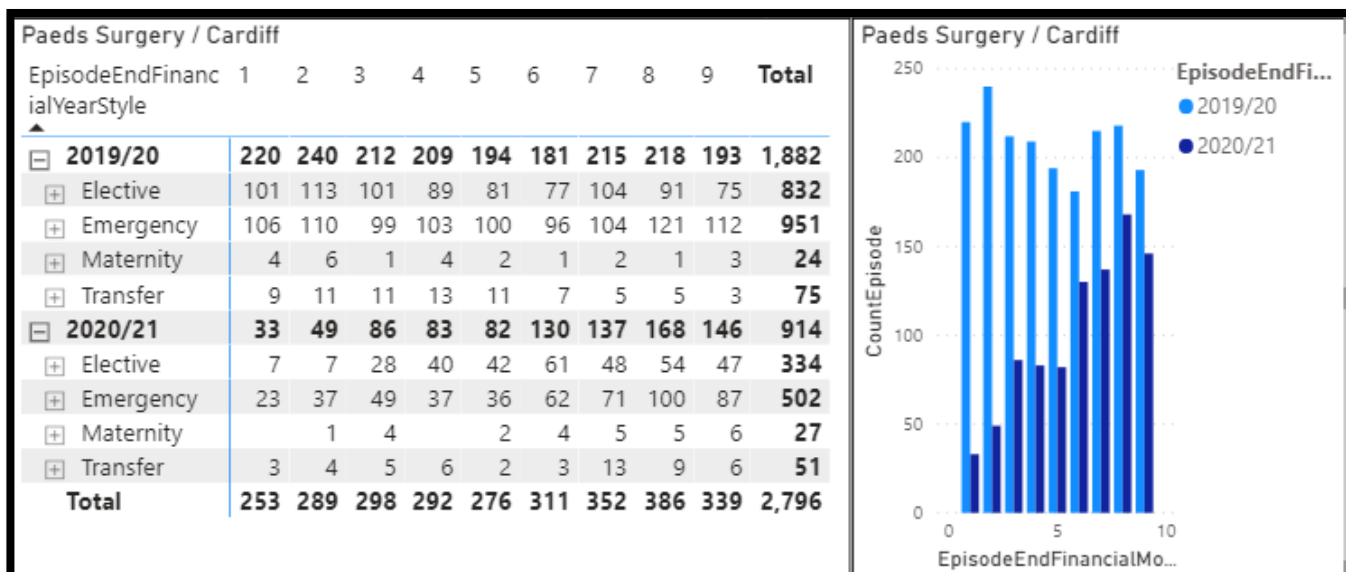 Paeds Surgery / Cardiff
EpisodeEndFinanc 1 2 3 4 5 6 7 8 9 Total
ialYearStyle
2019/20 220 240 212 209 194 181 215 218 193 1,882
Elective 101 113 101 89 81 77 104 91 75 832
Emergency 106 110 99 103 100 96 104 121 112 951
Maternity 4 6 1 4 2 1 2 1 3 24
Transfer 9 11 11 13 11 7 5 5 3 75
2020/21 33 49 86 83 82 130 137 168 146 914
Elective 7 7 28 40 42 61 48 54 47 334
Emergency 23 37 49 37 36 62 71 100 87 502
Maternity 1 4 2 4 5 5 6 27
Transfer 3 4 5 6 2 3 13 9 6 51
Total 253 289 298 292 276 311 352 386 339 2,796
Paeds Surgery / Cardiff
EpisodeEndFi...
2019/20
2020/21
CountEpisode
250
200
150
100
50
0
0 5 10
EpisodeEndFinancialMo...